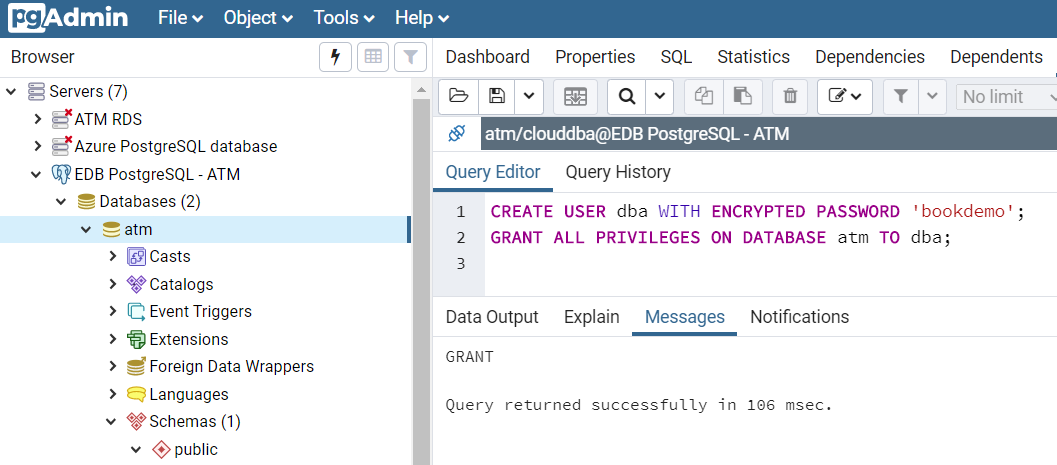 pgAdmin File Object Tools Help
Browser
Servers (7)
ATM RDS
Azure PostgreSQL database
EDB PostgreSQL - ATM
Databases (2)
atm
Casts
Catalogs
Event Triggers
Extensions
Foreign Data Wrappers
Languages
Schemas (1)
public
Dashboard Properties SQL Statistics Dependencies Dependents
No limit
atm/clouddba@EDB PostgreSQL - ATM
Query Editor Query History
1 CREATE USER dba WITH ENCRYPTED PASSWORD 'bookdemo';
2 GRANT ALL PRIVILEGES ON DATABASE atm TO dba;
3
Data Output Explain Messages Notifications
GRANT
Query returned successfully in 106 msec.